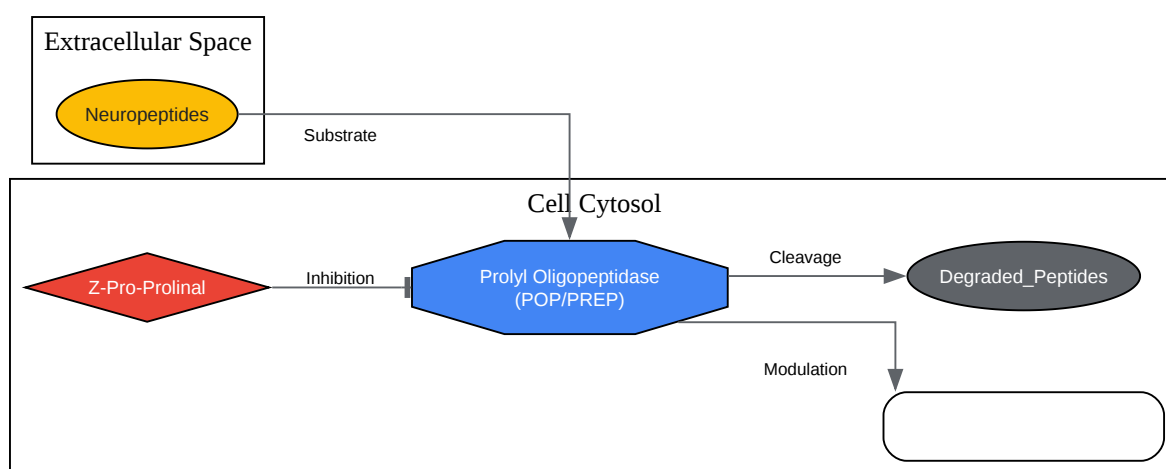 Extracellular Space
Neuropeptides
Substrate
Cell Cytosol
Z-Pro-Prolinal
Inhibition
Prolyl Oligopeptidase
(POP/PREP)
Cleavage
Degraded_Peptides
Modulation